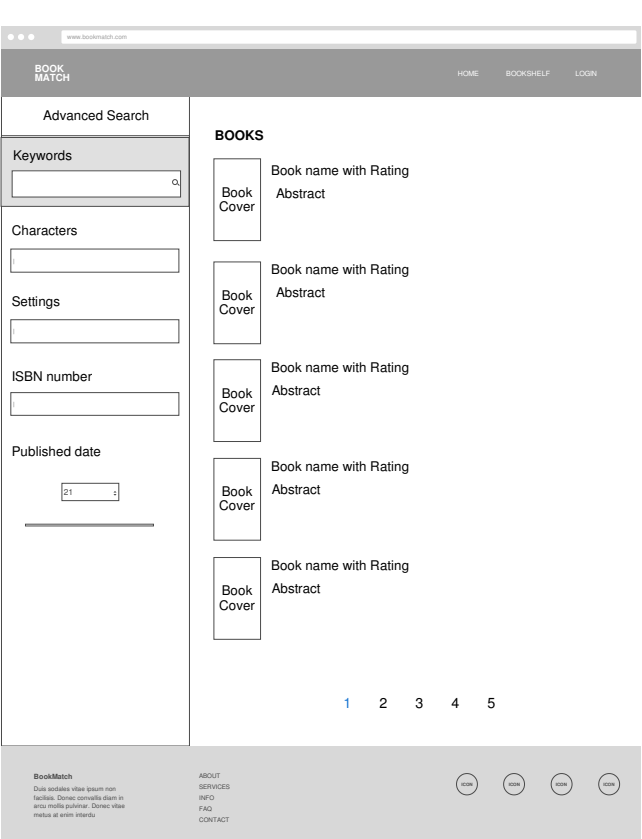 www.bookmatch.com
BOOK
MATCH
HOME BOOKSHELF LOGIN
Advanced Search
Keywords
Characters
Settings
ISBN number
Published date
21
BOOKS
Book
Cover
Book name with Rating
Abstract
Book
Cover
Book name with Rating
Abstract
Book
Cover
Book name with Rating
Abstract
Book
Cover
Book name with Rating
Abstract
Book
Cover
Book name with Rating
Abstract
1 2 3 4 5
BookMatch
Duis sodales vitae ipsum non
facilisis. Donec convallis diam in
arcu mollis pulvinar. Donec vitae
metus at enim interdu
ABOUT
SERVICES
INFO
FAQ
CONTACT
ICON ICON ICON ICON